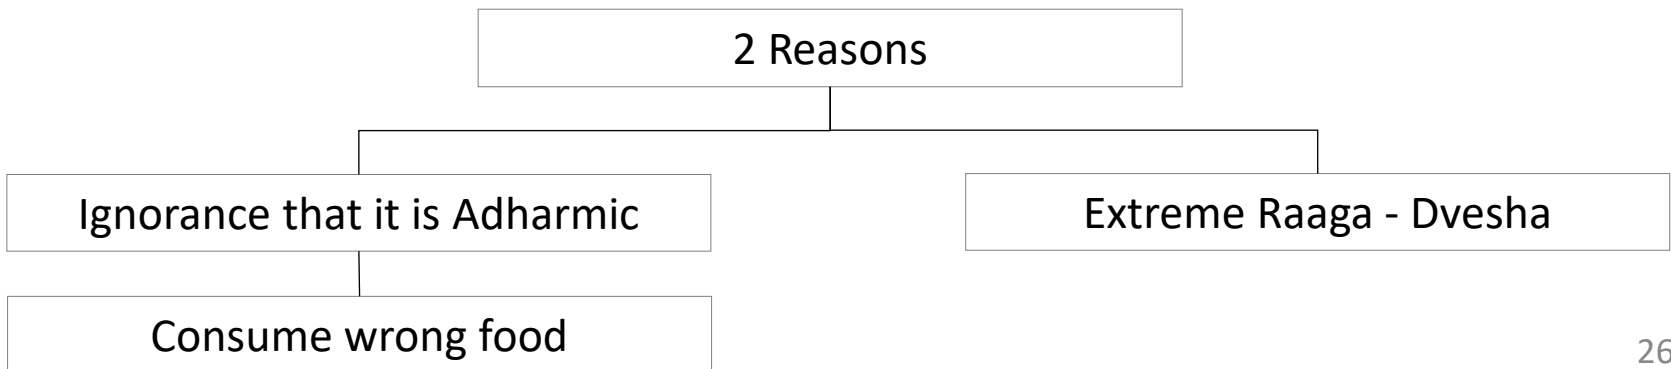 2 Reasons
Ignorance that it is Adharmic
Extreme Raaga - Dvesha
Consume wrong food
26